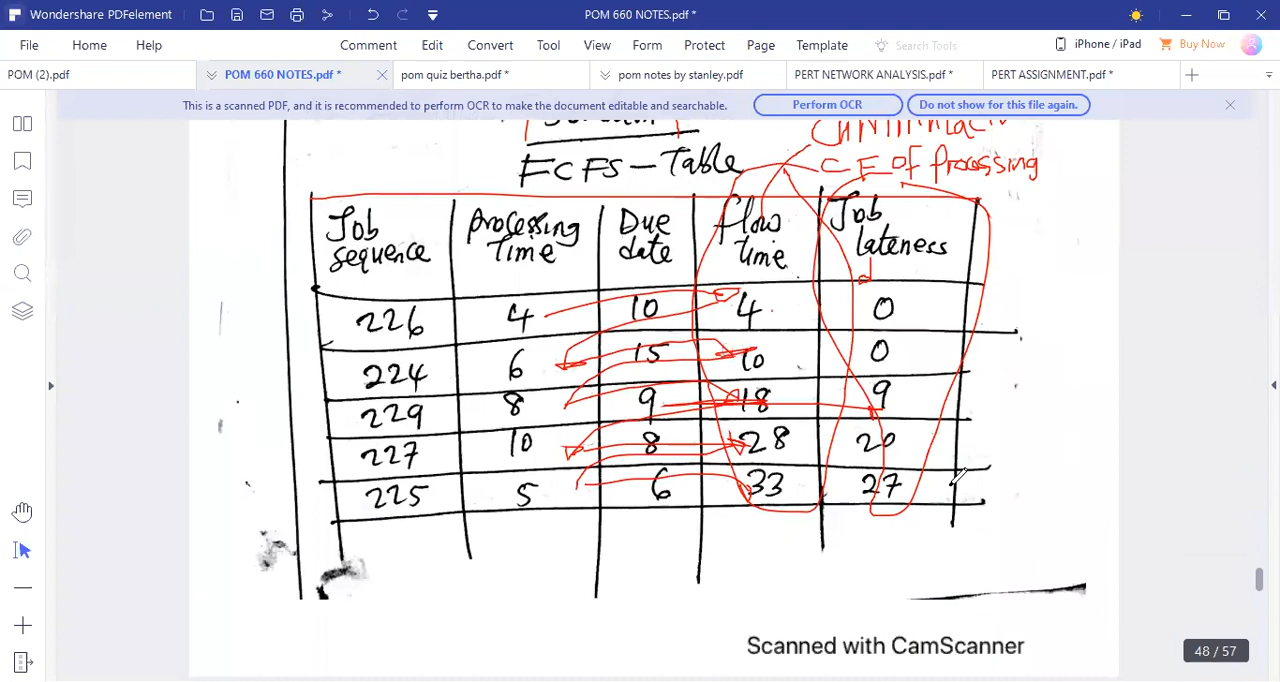 Wondershare PDFelement
POM 660 NOTES.pdf *
File Home Help Comment Edit Convert Tool View Form Protect Page Template Search Tools iPhone / iPad Buy Now
POM (2).pdf POM 660 NOTES.pdf * pom quiz bertha.pdf * pom notes by stanley.pdf PERT NETWORK ANALYSIS.pdf * PERT ASSIGNMENT.pdf *
This is a scanned PDF, and it is recommended to perform OCR to make the document editable and searchable. Perform OCR Do not show for this file again.
FCFS - Table
C.F of Processing
Job sequence Processing Time Due date Flow time Job lateness
226 4 10 4 0
224 6 15 10 0
229 8 9 18 9
227 10 8 28 20
225 5 6 33 27
Scanned with CamScanner
48 / 57